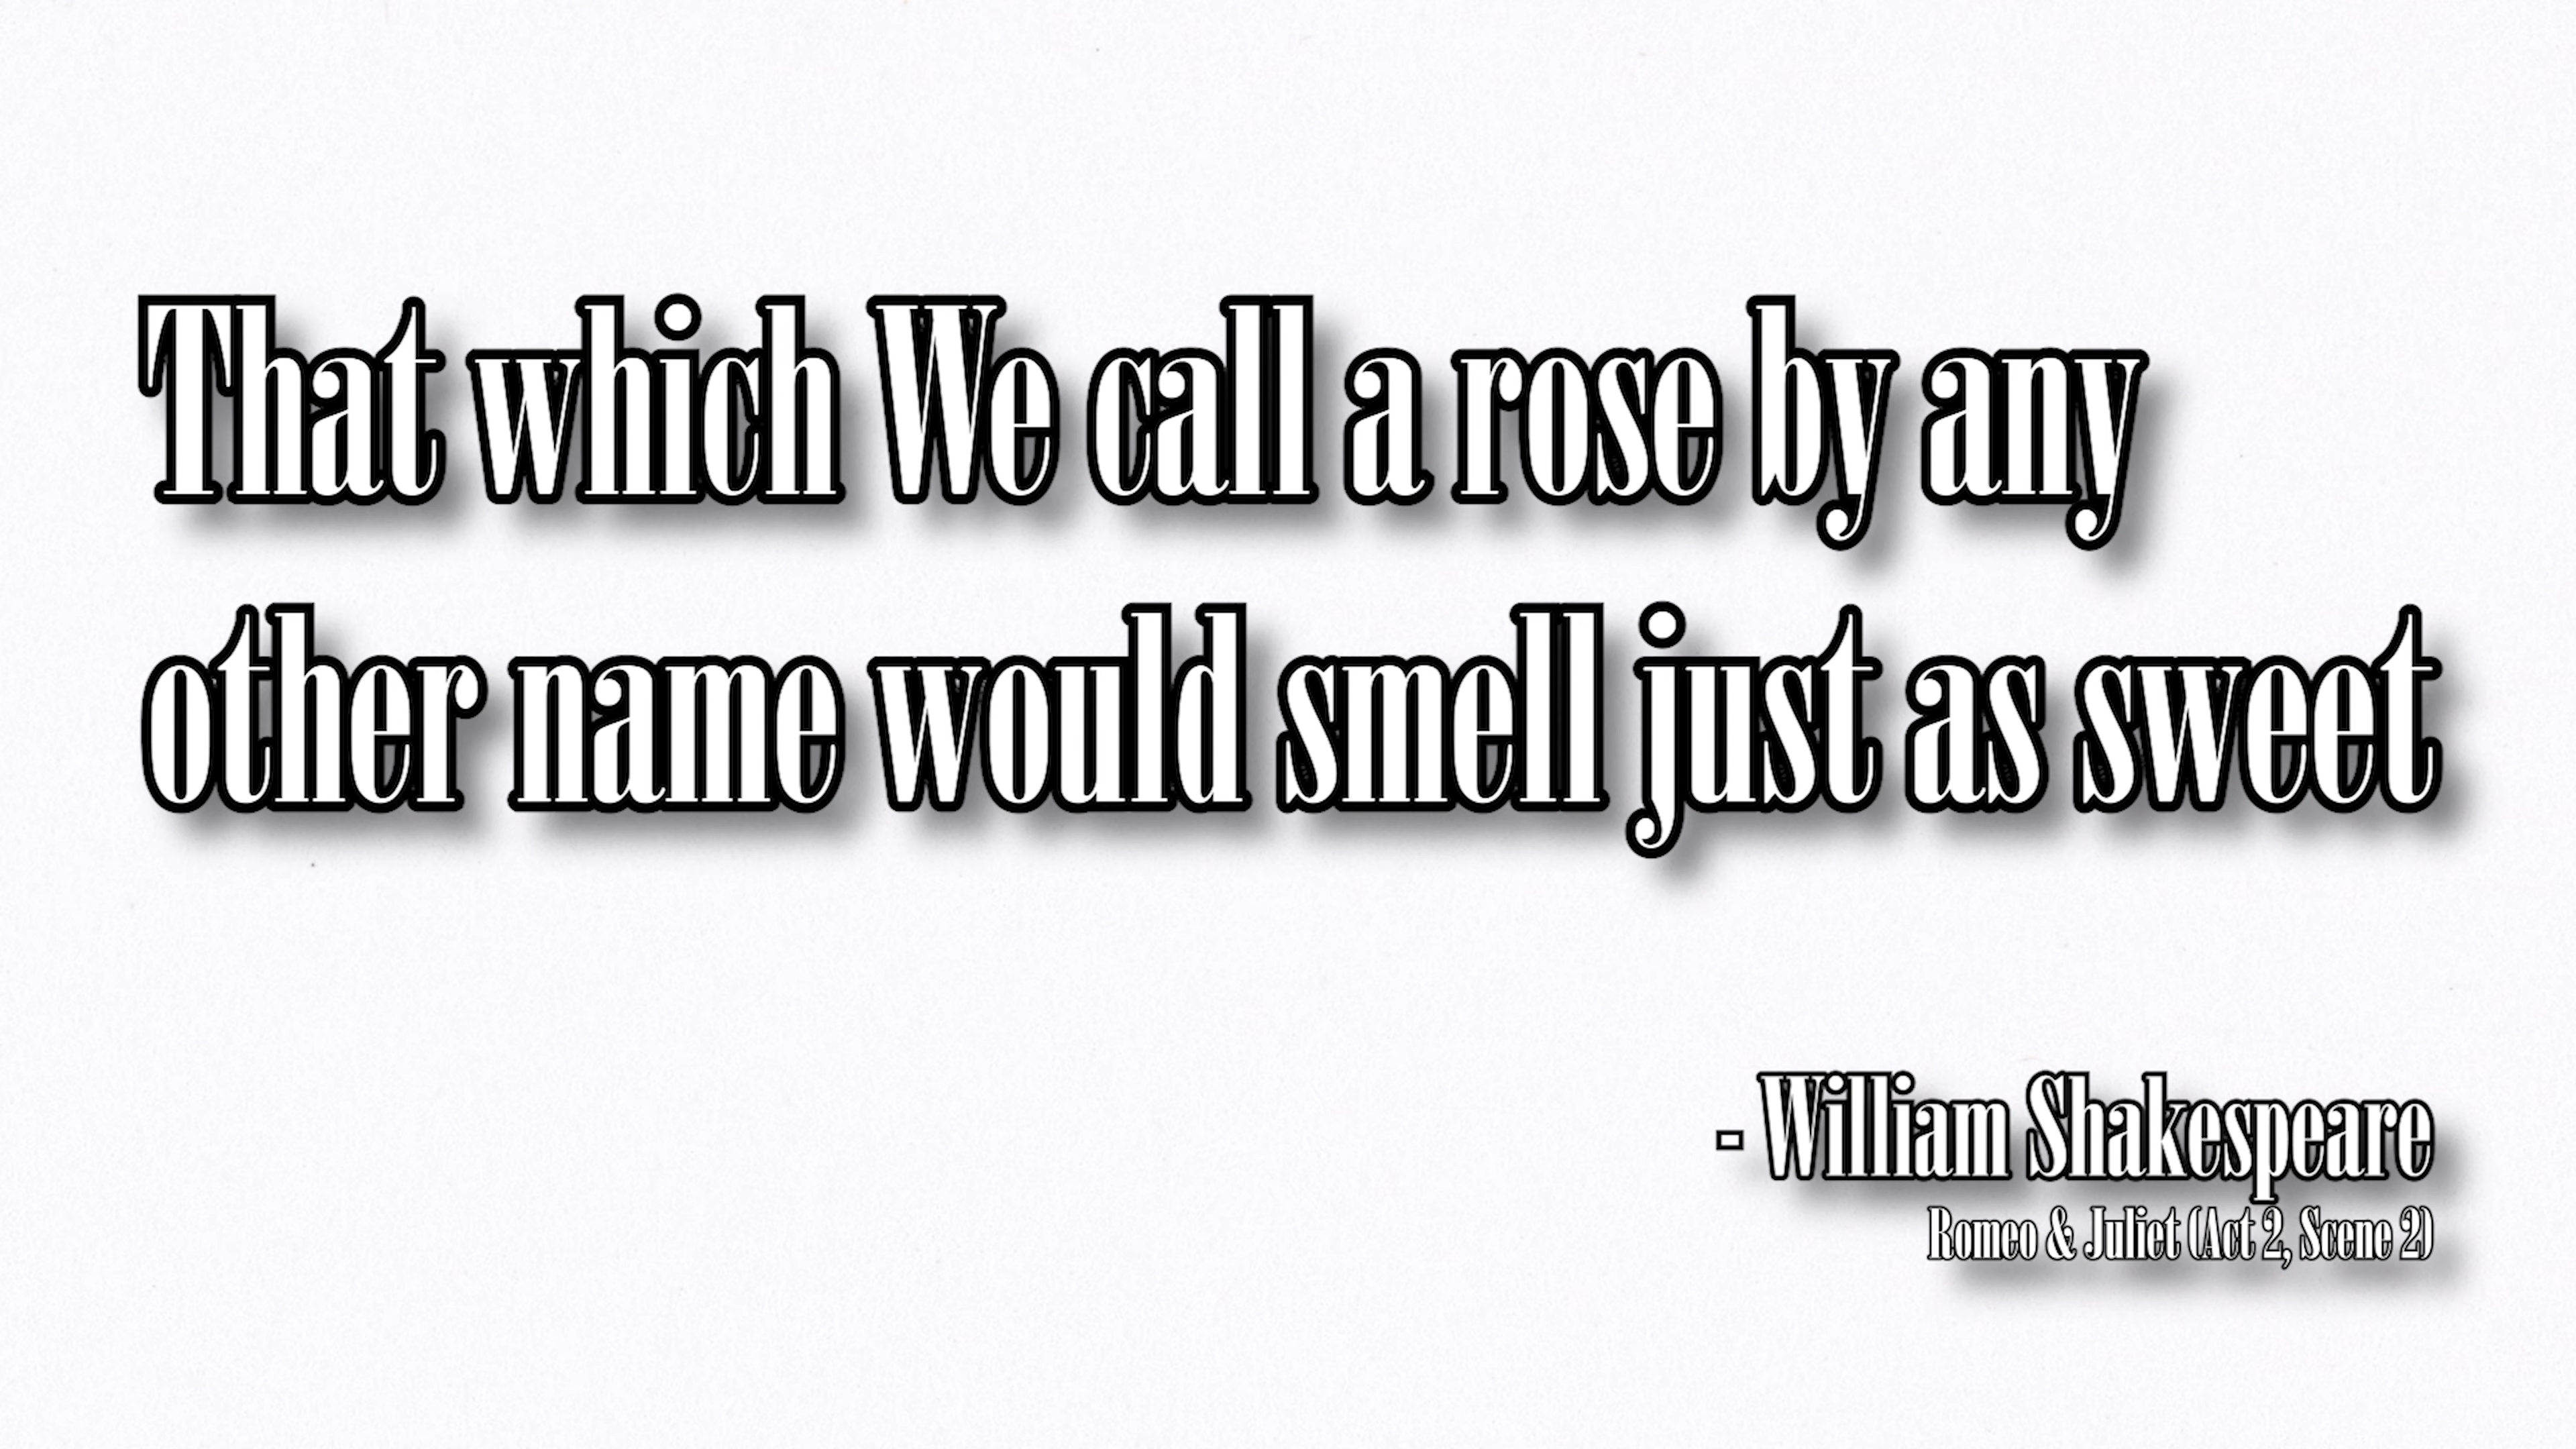 That which We call a rose by any
other name would smell just as sweet
- William Shakespeare
Romeo & Juliet (Act 2, Scene 2)